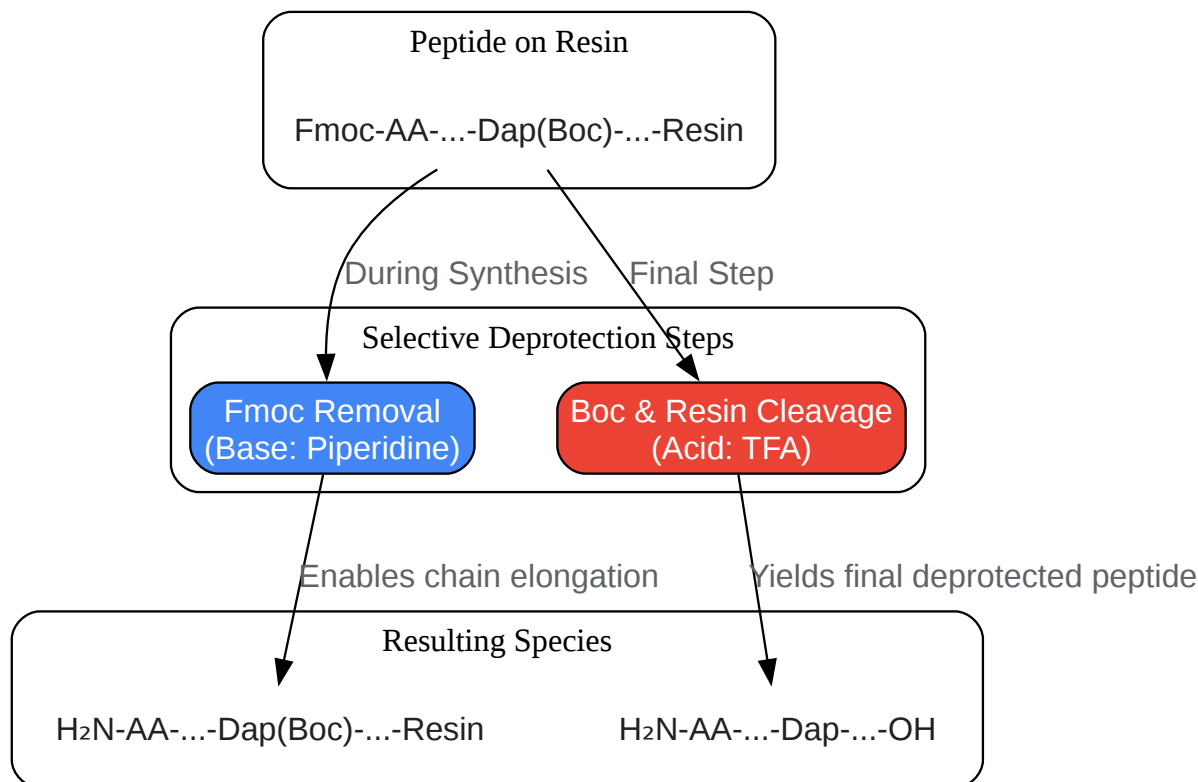 Peptide on Resin
Fmoc-AA-...-Dap(Boc)-...-Resin
During Synthesis
Final Step
Selective Deprotection Steps
Fmoc Removal
(Base: Piperidine)
Boc & Resin Cleavage
(Acid: TFA)
Enables chain elongation
Yields final deprotected peptide
Resulting Species
H₂N-AA-...-Dap(Boc)-...-Resin
H₂N-AA-...-Dap-...-OH